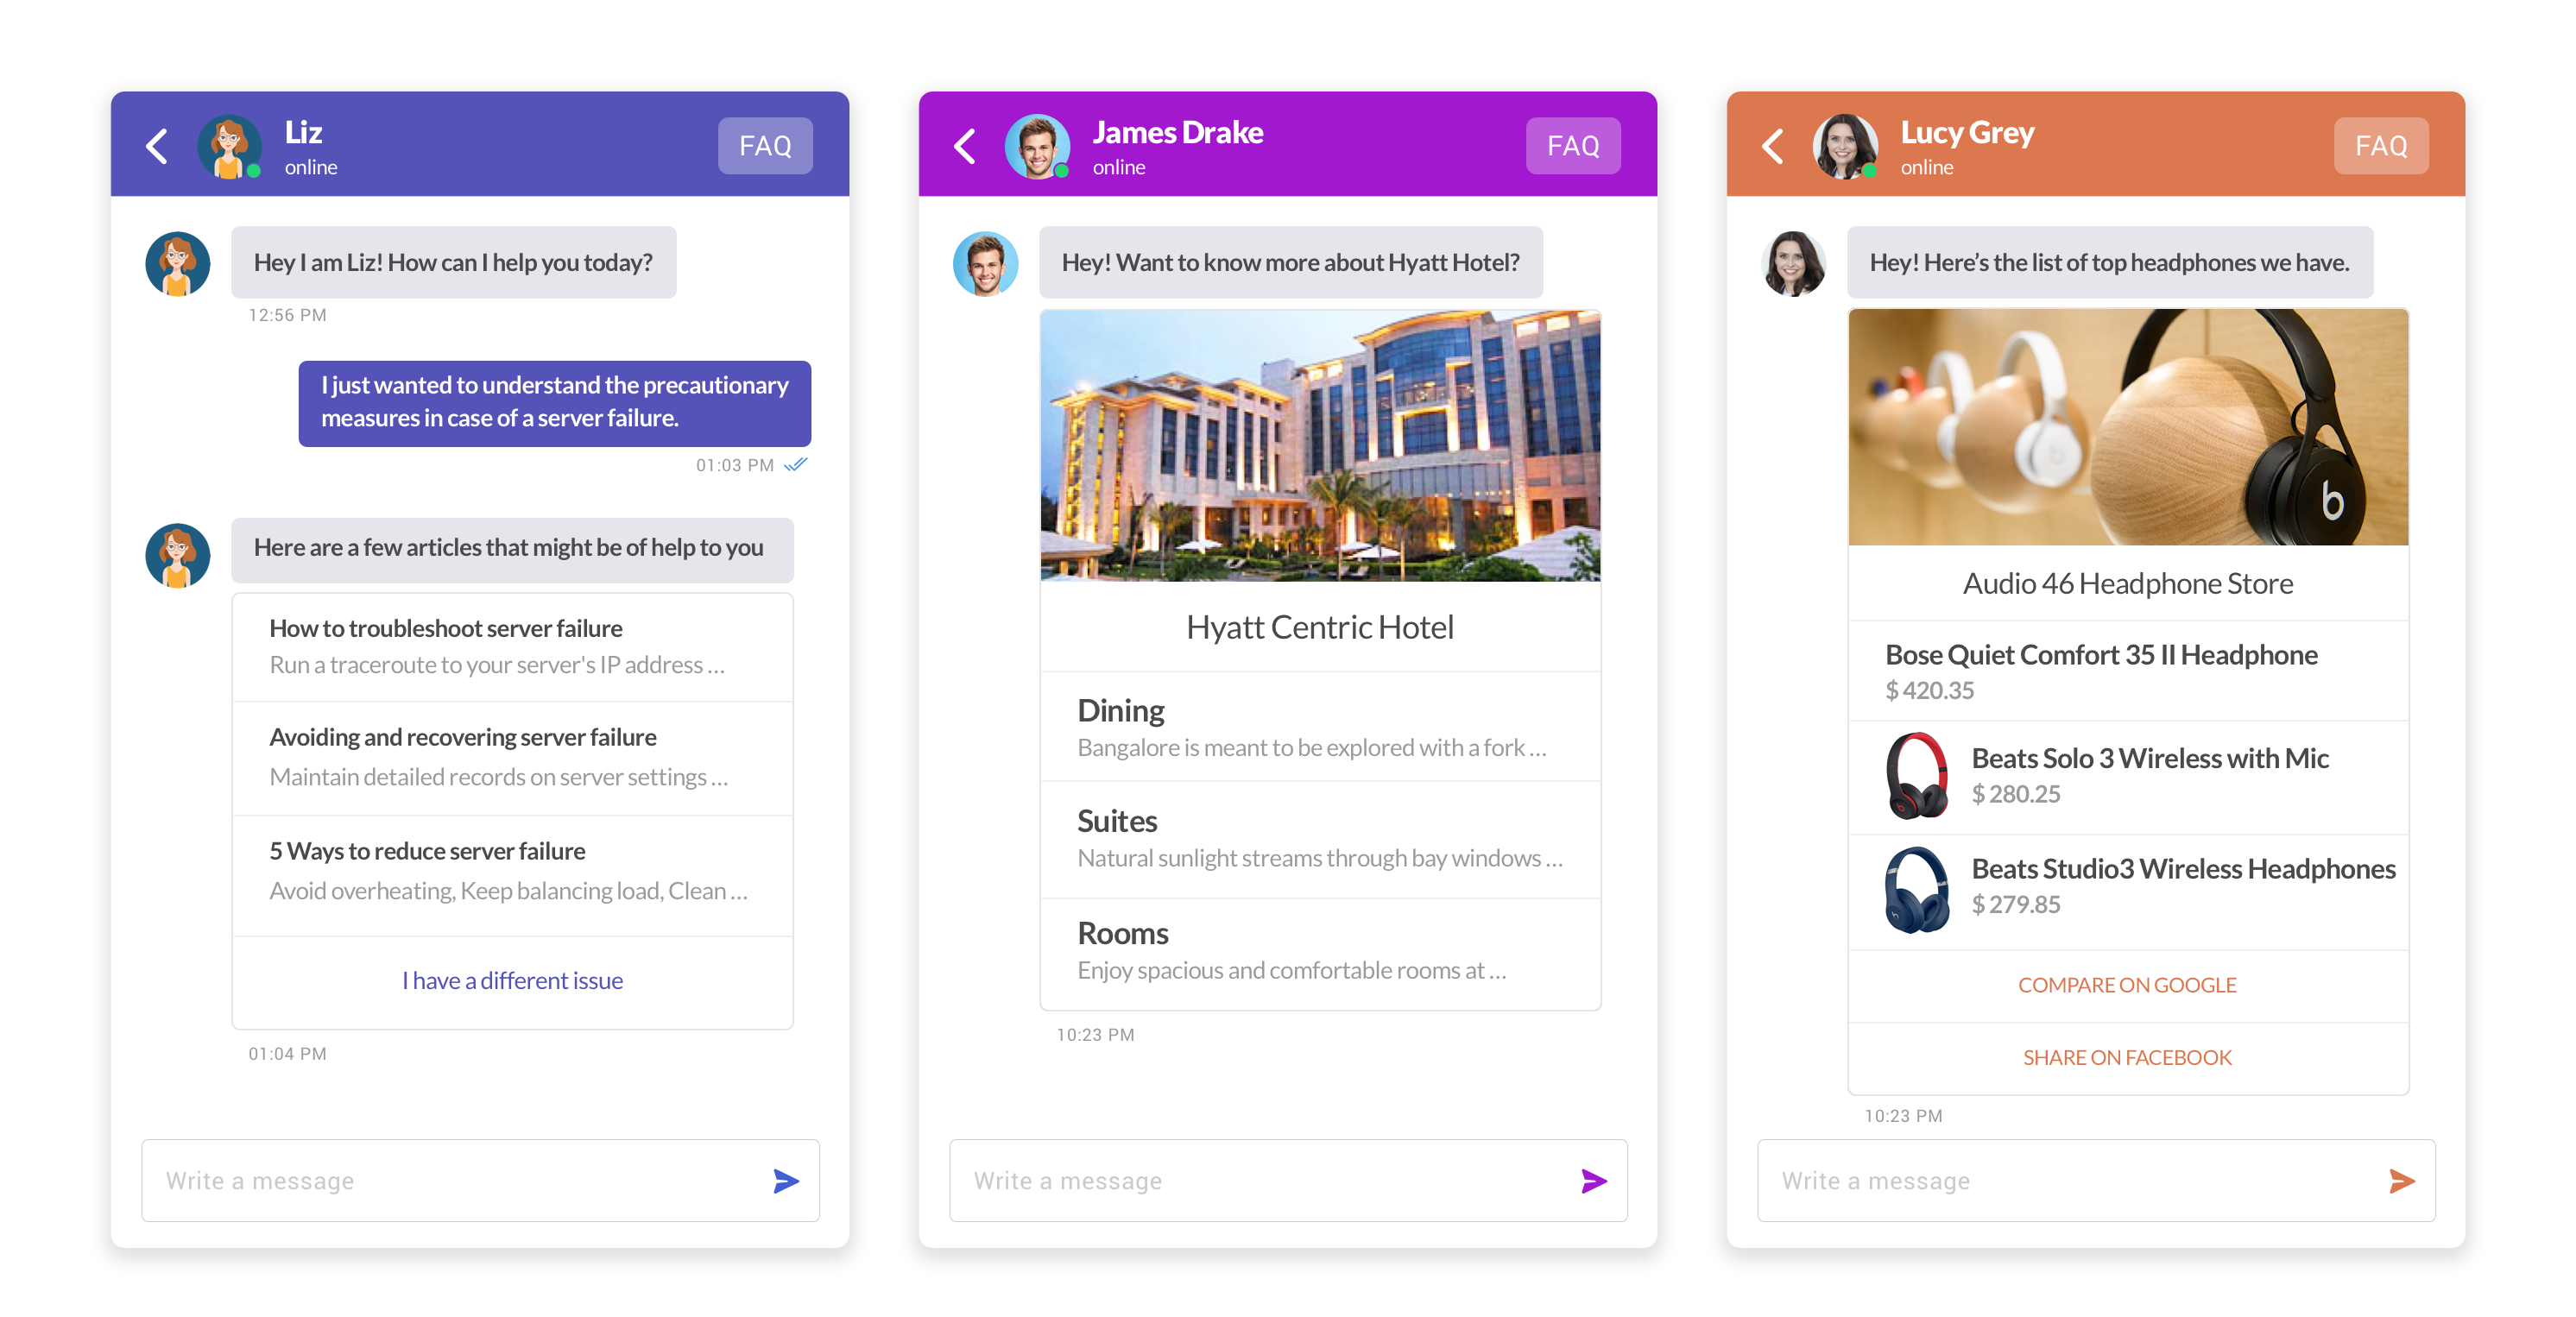 Liz
online
FAQ
Hey I am Liz! How can I help you today?
12:56 PM
I just wanted to understand the precautionary
measures in case of a server failure.
01:03 PM
Here are a few articles that might be of help to you
How to troubleshoot server failure
Run a traceroute to your server's IP address ...
Avoiding and recovering server failure
Maintain detailed records on server settings ...
5 Ways to reduce server failure
Avoid overheating, Keep balancing load, Clean ...
I have a different issue
01:04 PM
Write a message
James Drake
online
FAQ
Hey! Want to know more about Hyatt Hotel?
Hyatt Centric Hotel
Dining
Bangalore is meant to be explored with a fork ...
Suites
Natural sunlight streams through bay windows ...
Rooms
Enjoy spacious and comfortable rooms at ...
10:23 PM
Write a message
Lucy Grey
online
FAQ
Hey! Here’s the list of top headphones we have.
b
Audio 46 Headphone Store
Bose Quiet Comfort 35 II Headphone
$ 420.35
Beats Solo 3 Wireless with Mic
$ 280.25
Beats Studio3 Wireless Headphones
$ 279.85
COMPARE ON GOOGLE
SHARE ON FACEBOOK
10:23 PM
Write a message